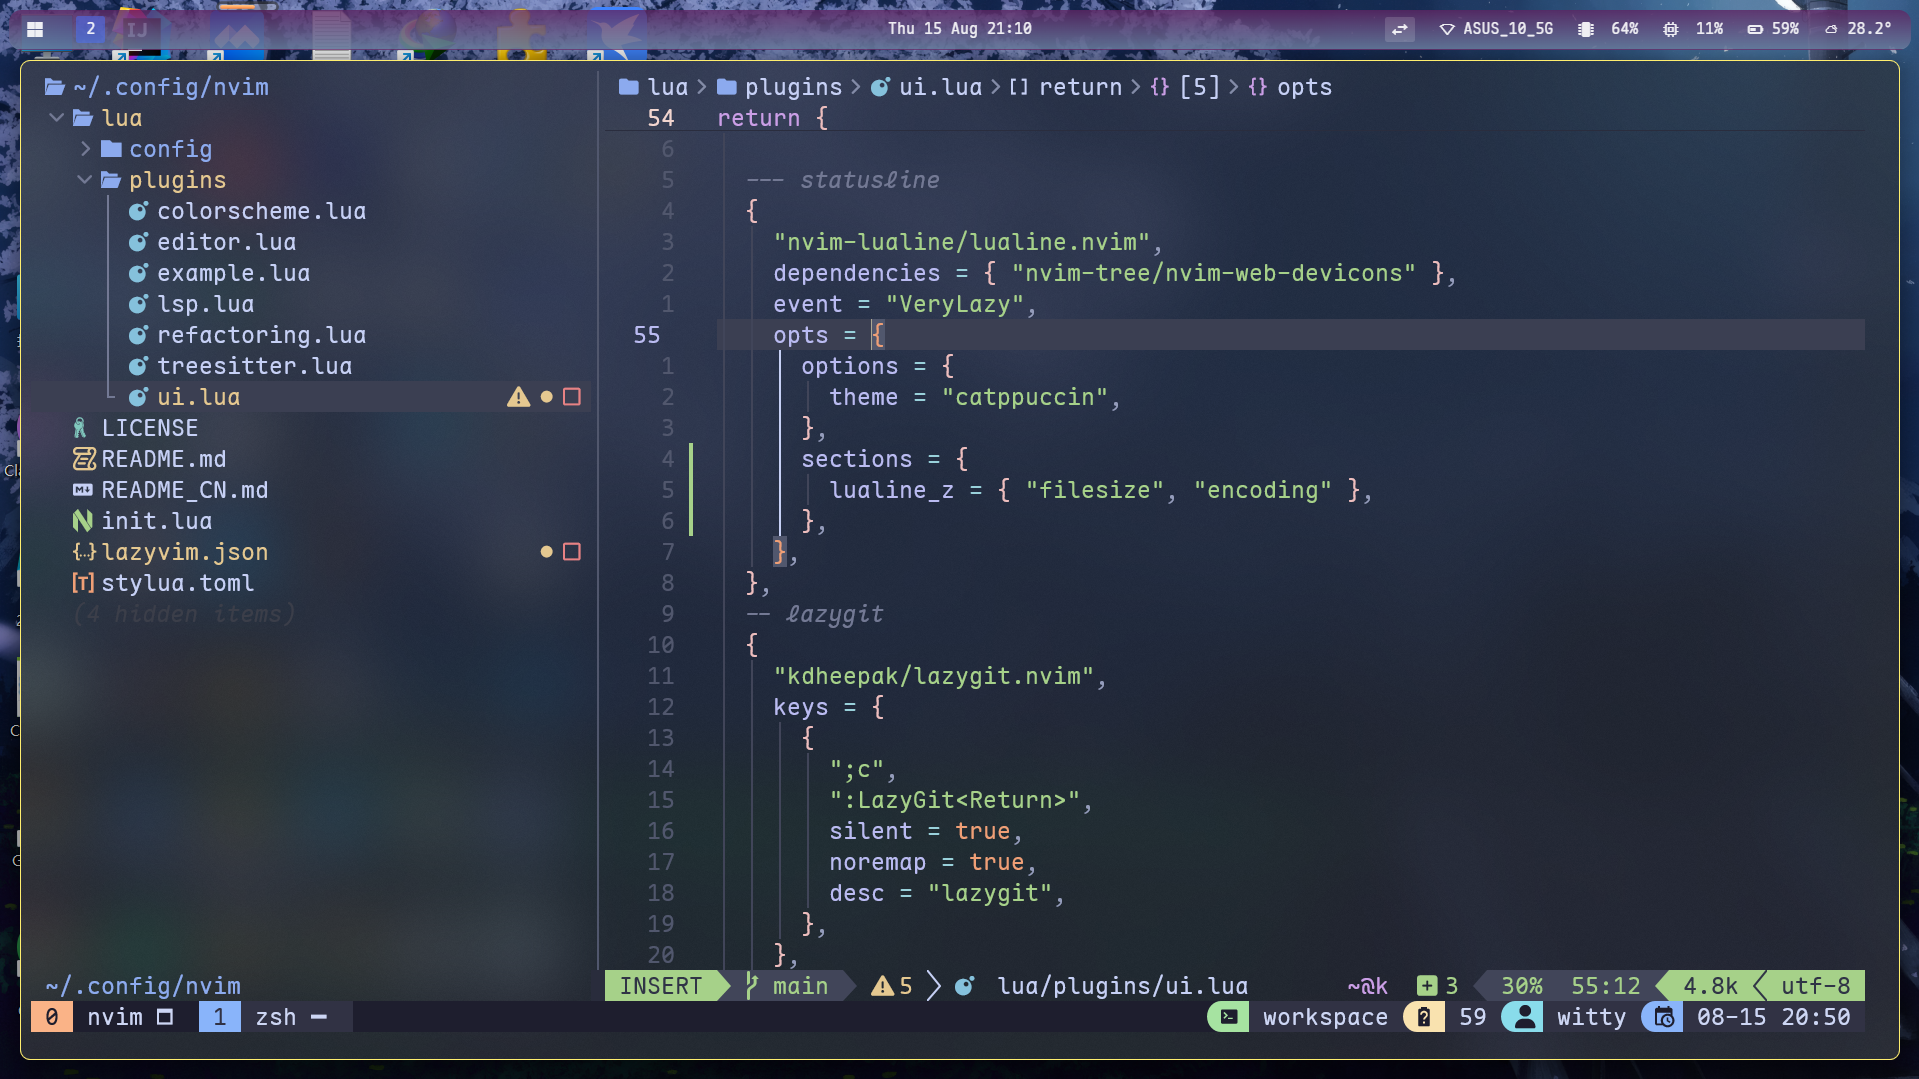 2
IJ
Thu 15 Aug 21:10
ASUS_10_5G
64%
11%
59%
28.2°
~/.config/nvim
lua
config
plugins
colorscheme.lua
editor.lua
example.lua
lsp.lua
refactoring.lua
treesitter.lua
ui.lua
LICENSE
README.md
README_CN.md
init.lua
lazyvim.json
stylua.toml
(4 hidden items)
~/.config/nvim
lua > plugins > ui.lua > [] return > {} [5] > {} opts
54 return {
6
5 --- statusline
4 {
3 "nvim-lualine/lualine.nvim",
2 dependencies = { "nvim-tree/nvim-web-devicons" },
1 event = "VeryLazy",
55 opts = {
1 options = {
2 theme = "catppuccin",
3 },
4 sections = {
5 lualine_z = { "filesize", "encoding" },
6 },
7 },
8 },
9 -- lazygit
10 {
11 "kdheepak/lazygit.nvim",
12 keys = {
13 {
14 ";c",
15 ":LazyGit<Return>",
16 silent = true,
17 noremap = true,
18 desc = "lazygit",
19 },
20 },
INSERT main 5 lua/plugins/ui.lua ~@k 3 30% 55:12 4.8k utf-8
0 nvim 1 zsh workspace 59 witty 08-15 20:50